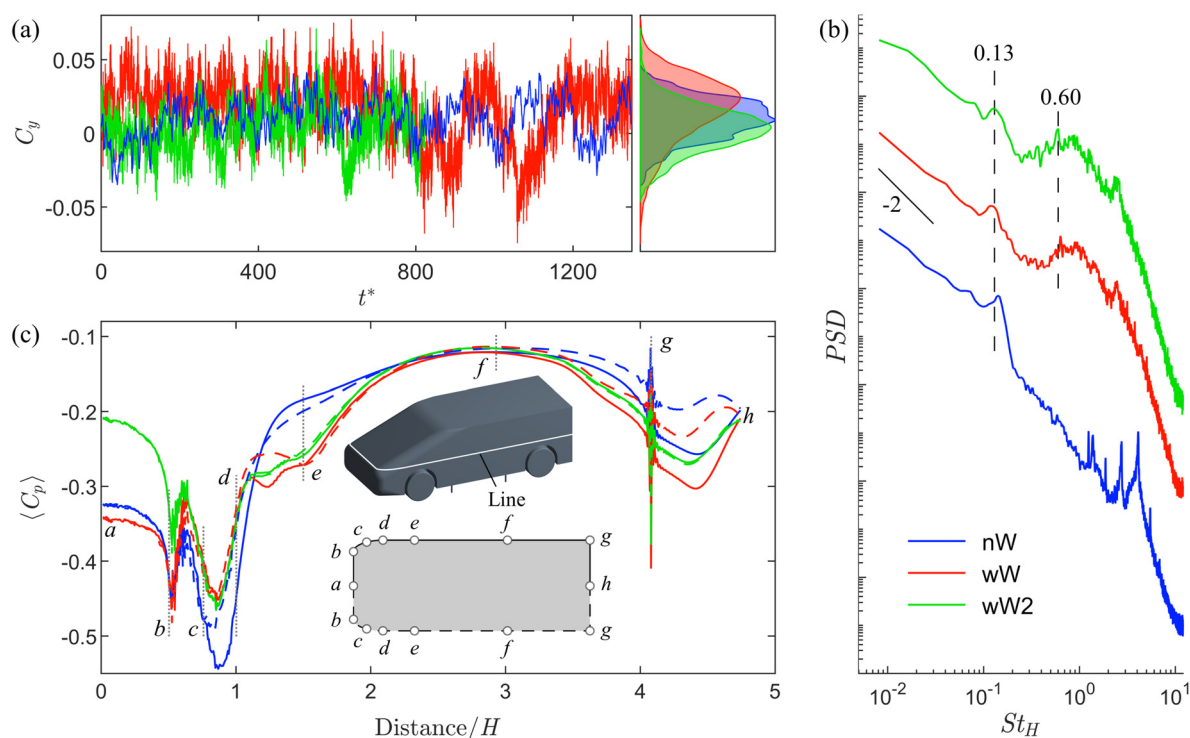 (a)
0.05
0
-0.05
C_y
0
400
800
1200
t*
(b)
0.13
0.60
-2
PSD
nW
wW
wW2
10^-2
10^-1
10^0
10^1
St_H
(c)
-0.1
-0.2
-0.3
-0.4
-0.5
⟨C_p⟩
a
b
c
d
e
f
g
h
Line
c d e f g
b
a h
b
c d e f g
0
1
2
3
4
5
Distance/H